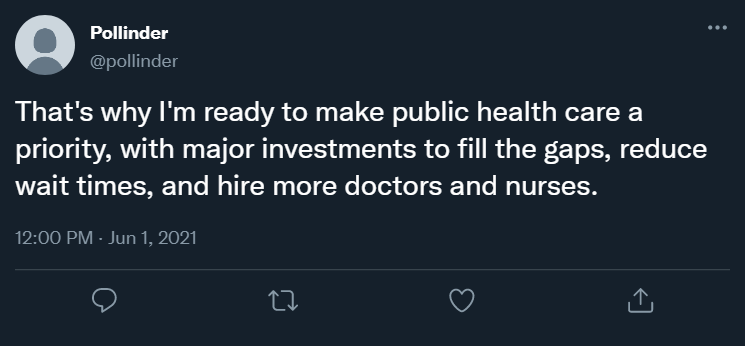 Pollinder
@pollinder
That's why I'm ready to make public health care a
priority, with major investments to fill the gaps, reduce
wait times, and hire more doctors and nurses.
12:00 PM · Jun 1, 2021